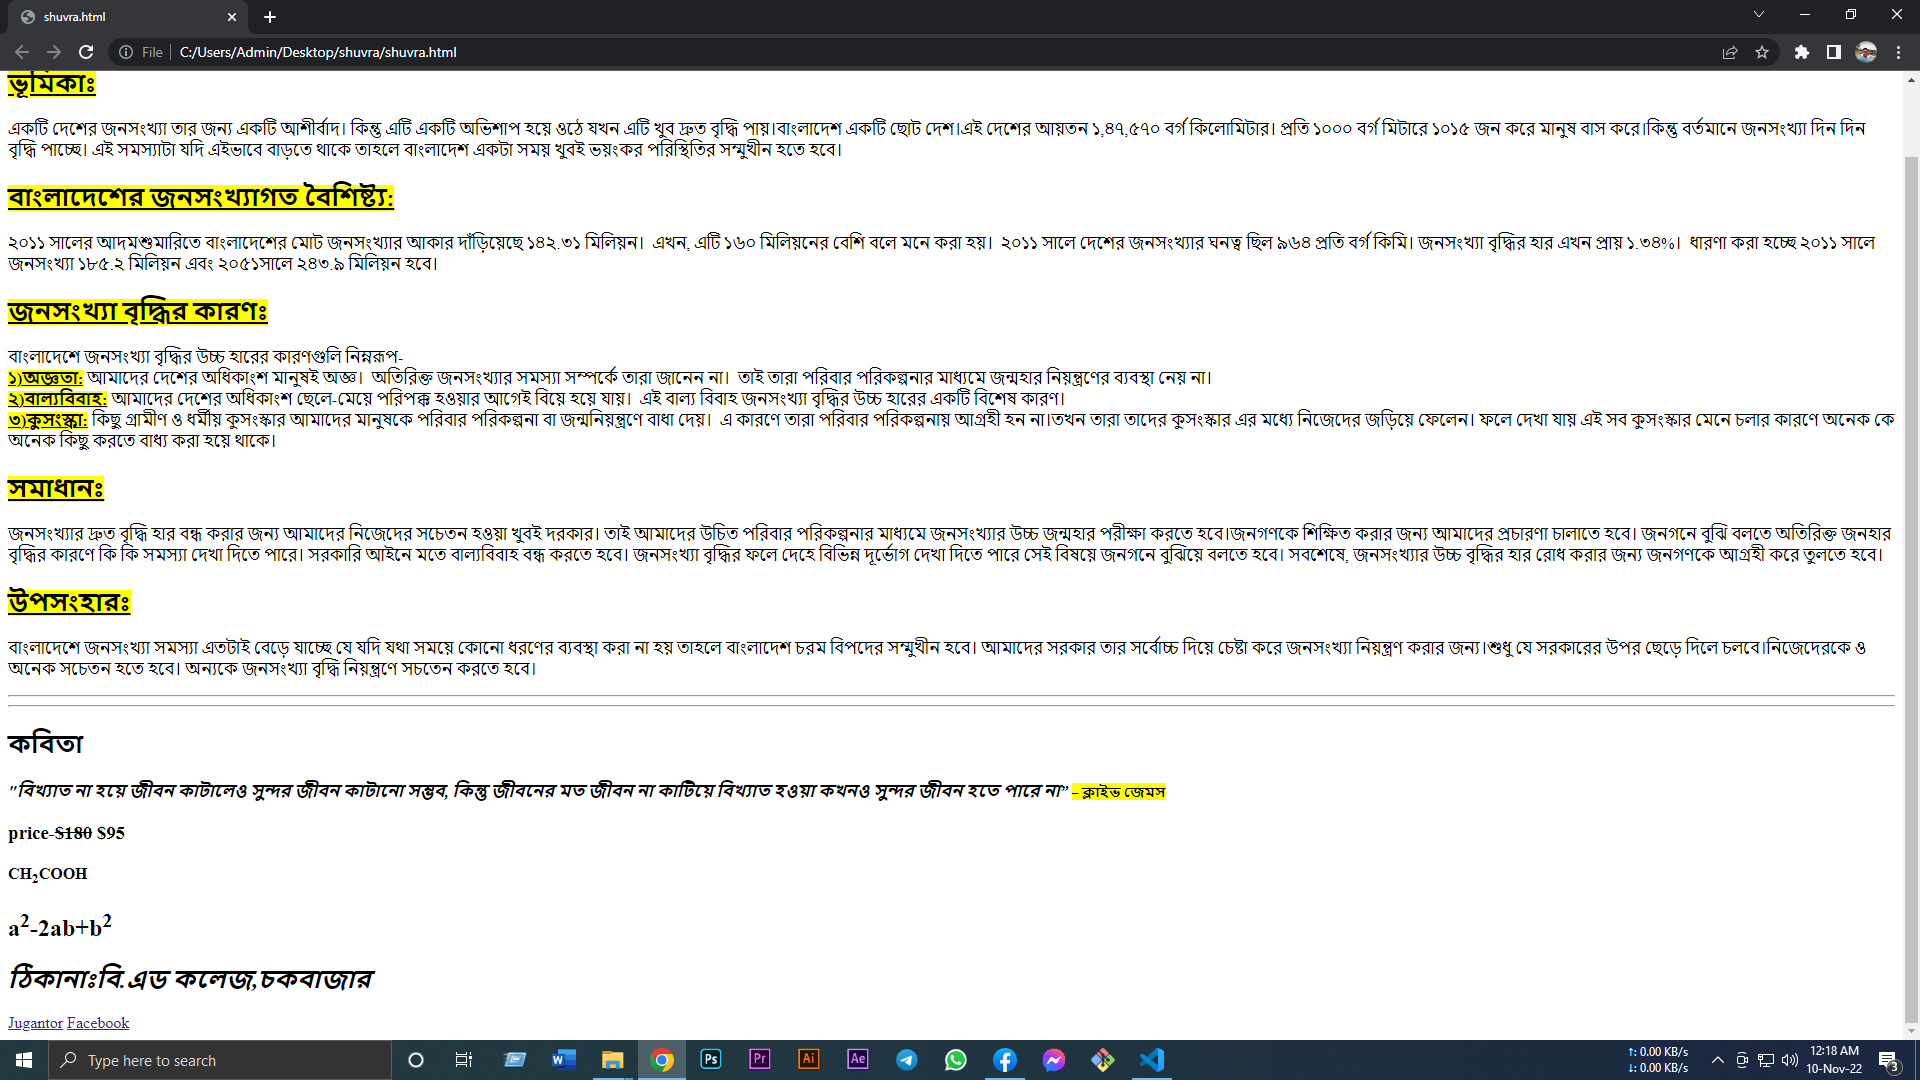 shuvra.html
File
C:/Users/Admin/Desktop/shuvra/shuvra.html
ভূমিকাঃ
একটি দেশের জনসংখ্যা তার জন্য একটি আশীর্বাদ। কিন্তু এটি একটি অভিশাপ হয়ে ওঠে যখন এটি খুব দ্রুত বৃদ্ধি পায়।বাংলাদেশ একটি ছোট দেশ।এই দেশের আয়তন ১,৪৭,৫৭০ বর্গ কিলোমিটার। প্রতি ১০০০ বর্গ মিটারে ১০১৫ জন করে মানুষ বাস করে।কিন্তু বর্তমানে জনসংখ্যা দিন দিন
বৃদ্ধি পাচ্ছে। এই সমস্যাটা যদি এইভাবে বাড়তে থাকে তাহলে বাংলাদেশ একটা সময় খুবই ভয়ংকর পরিস্থিতির সম্মুখীন হতে হবে।
বাংলাদেশের জনসংখ্যাগত বৈশিষ্ট্য:
২০১১ সালের আদমশুমারিতে বাংলাদেশের মোট জনসংখ্যার আকার দাঁড়িয়েছে ১৪২.৩১ মিলিয়ন। এখন, এটি ১৬০ মিলিয়নের বেশি বলে মনে করা হয়। ২০১১ সালে দেশের জনসংখ্যার ঘনত্ব ছিল ৯৬৪ প্রতি বর্গ কিমি। জনসংখ্যা বৃদ্ধির হার এখন প্রায় ১.৩৪%। ধারণা করা হচ্ছে ২০১১ সালে
জনসংখ্যা ১৮৫.২ মিলিয়ন এবং ২০৫১সালে ২৪৩.৯ মিলিয়ন হবে।
জনসংখ্যা বৃদ্ধির কারণঃ
বাংলাদেশে জনসংখ্যা বৃদ্ধির উচ্চ হারের কারণগুলি নিম্নরূপ-
১)অজ্ঞতা: আমাদের দেশের অধিকাংশ মানুষই অজ্ঞ। অতিরিক্ত জনসংখ্যার সমস্যা সম্পর্কে তারা জানেন না। তাই তারা পরিবার পরিকল্পনার মাধ্যমে জন্মহার নিয়ন্ত্রণের ব্যবস্থা নেয় না।
২)বাল্যবিবাহ: আমাদের দেশের অধিকাংশ ছেলে-মেয়ে পরিপক্ক হওয়ার আগেই বিয়ে হয়ে যায়। এই বাল্য বিবাহ জনসংখ্যা বৃদ্ধির উচ্চ হারের একটি বিশেষ কারণ।
৩)কুসংস্কা: কিছু গ্রামীণ ও ধর্মীয় কুসংস্কার আমাদের মানুষকে পরিবার পরিকল্পনা বা জন্মনিয়ন্ত্রণে বাধা দেয়। এ কারণে তারা পরিবার পরিকল্পনায় আগ্রহী হন না।তখন তারা তাদের কুসংস্কার এর মধ্যে নিজেদের জড়িয়ে ফেলেন। ফলে দেখা যায় এই সব কুসংস্কার মেনে চলার কারণে অনেক কে
অনেক কিছু করতে বাধ্য করা হয়ে থাকে।
সমাধানঃ
জনসংখ্যার দ্রুত বৃদ্ধি হার বন্ধ করার জন্য আমাদের নিজেদের সচেতন হওয়া খুবই দরকার। তাই আমাদের উচিত পরিবার পরিকল্পনার মাধ্যমে জনসংখ্যার উচ্চ জন্মহার পরীক্ষা করতে হবে।জনগণকে শিক্ষিত করার জন্য আমাদের প্রচারণা চালাতে হবে। জনগনে বুঝি বলতে অতিরিক্ত জনহার
বৃদ্ধির কারণে কি কি সমস্যা দেখা দিতে পারে। সরকারি আইনে মতে বাল্যবিবাহ বন্ধ করতে হবে। জনসংখ্যা বৃদ্ধির ফলে দেহে বিভিন্ন দূর্ভোগ দেখা দিতে পারে সেই বিষয়ে জনগনে বুঝিয়ে বলতে হবে। সবশেষে, জনসংখ্যার উচ্চ বৃদ্ধির হার রোধ করার জন্য জনগণকে আগ্রহী করে তুলতে হবে।
উপসংহারঃ
বাংলাদেশে জনসংখ্যা সমস্যা এতটাই বেড়ে যাচ্ছে যে যদি যথা সময়ে কোনো ধরণের ব্যবস্থা করা না হয় তাহলে বাংলাদেশ চরম বিপদের সম্মুখীন হবে। আমাদের সরকার তার সর্বোচ্চ দিয়ে চেষ্টা করে জনসংখ্যা নিয়ন্ত্রণ করার জন্য।শুধু যে সরকারের উপর ছেড়ে দিলে চলবে।নিজেদেরকে ও
অনেক সচেতন হতে হবে। অন্যকে জনসংখ্যা বৃদ্ধি নিয়ন্ত্রণে সচতেন করতে হবে।
কবিতা
"বিখ্যাত না হয়ে জীবন কাটালেও সুন্দর জীবন কাটানো সম্ভব, কিন্তু জীবনের মত জীবন না কাটিয়ে বিখ্যাত হওয়া কখনও সুন্দর জীবন হতে পারে না” – ক্লাইভ জেমস
price-$180 $95
CH₂COOH
a²-2ab+b²
ঠিকানাঃবি.এড কলেজ,চকবাজার
Jugantor Facebook
Type here to search
↑: 0.00 KB/s
↓: 0.00 KB/s
12:18 AM
10-Nov-22
3